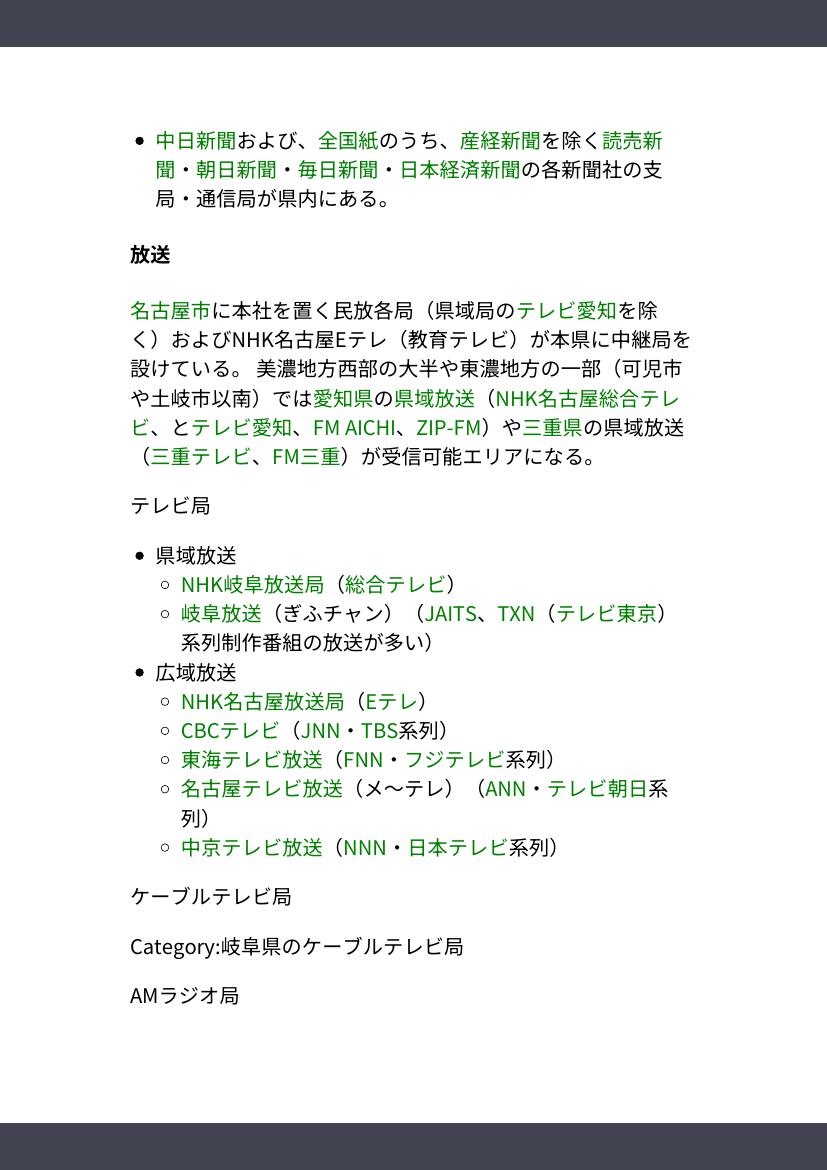 中日新聞および、全国紙のうち、産経新聞を除く読売新
聞・朝日新聞・毎日新聞・日本経済新聞の各新聞社の支
局・通信局が県内にある。
放送
名古屋市に本社を置く民放各局（県域局のテレビ愛知を除
く）およびNHK名古屋Eテレ（教育テレビ）が本県に中継局を
設けている。 美濃地方西部の大半や東濃地方の一部（可児市
や土岐市以南）では愛知県の県域放送（NHK名古屋総合テレ
ビ、とテレビ愛知、FM AICHI、ZIP-FM）や三重県の県域放送
（三重テレビ、FM三重）が受信可能エリアになる。
テレビ局
県域放送
NHK岐阜放送局（総合テレビ）
岐阜放送（ぎふチャン）（JAITS、TXN（テレビ東京）
系列制作番組の放送が多い）
広域放送
NHK名古屋放送局（Eテレ）
CBCテレビ（JNN・TBS系列）
東海テレビ放送（FNN・フジテレビ系列）
名古屋テレビ放送（メ〜テレ）（ANN・テレビ朝日系
列）
中京テレビ放送（NNN・日本テレビ系列）
ケーブルテレビ局
Category:岐阜県のケーブルテレビ局
AMラジオ局